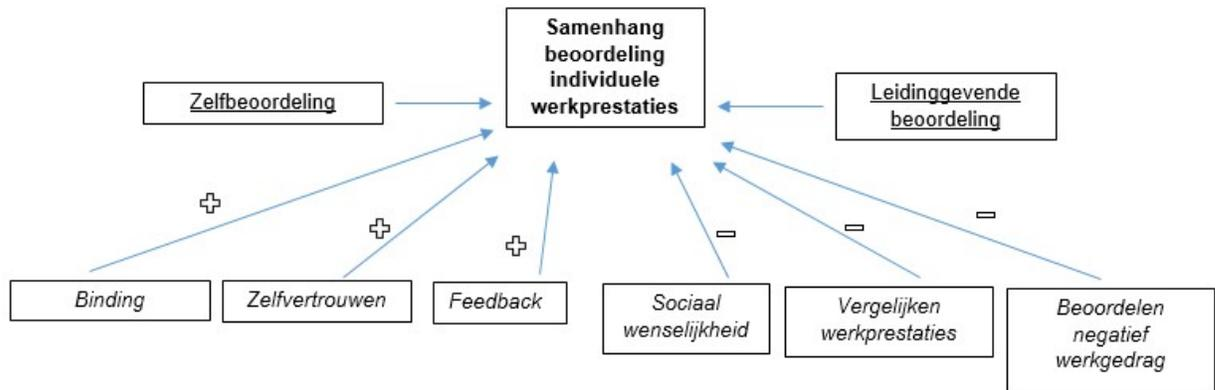 Samenhang
beoordeling
individuele
werkprestaties
Zelfbeoordeling
Leidinggevende
beoordeling
+
+
+
−
−
−
Binding
Zelfvertrouwen
Feedback
Sociaal
wenselijkheid
Vergelijken
werkprestaties
Beoordelen
negatief
werkgedrag